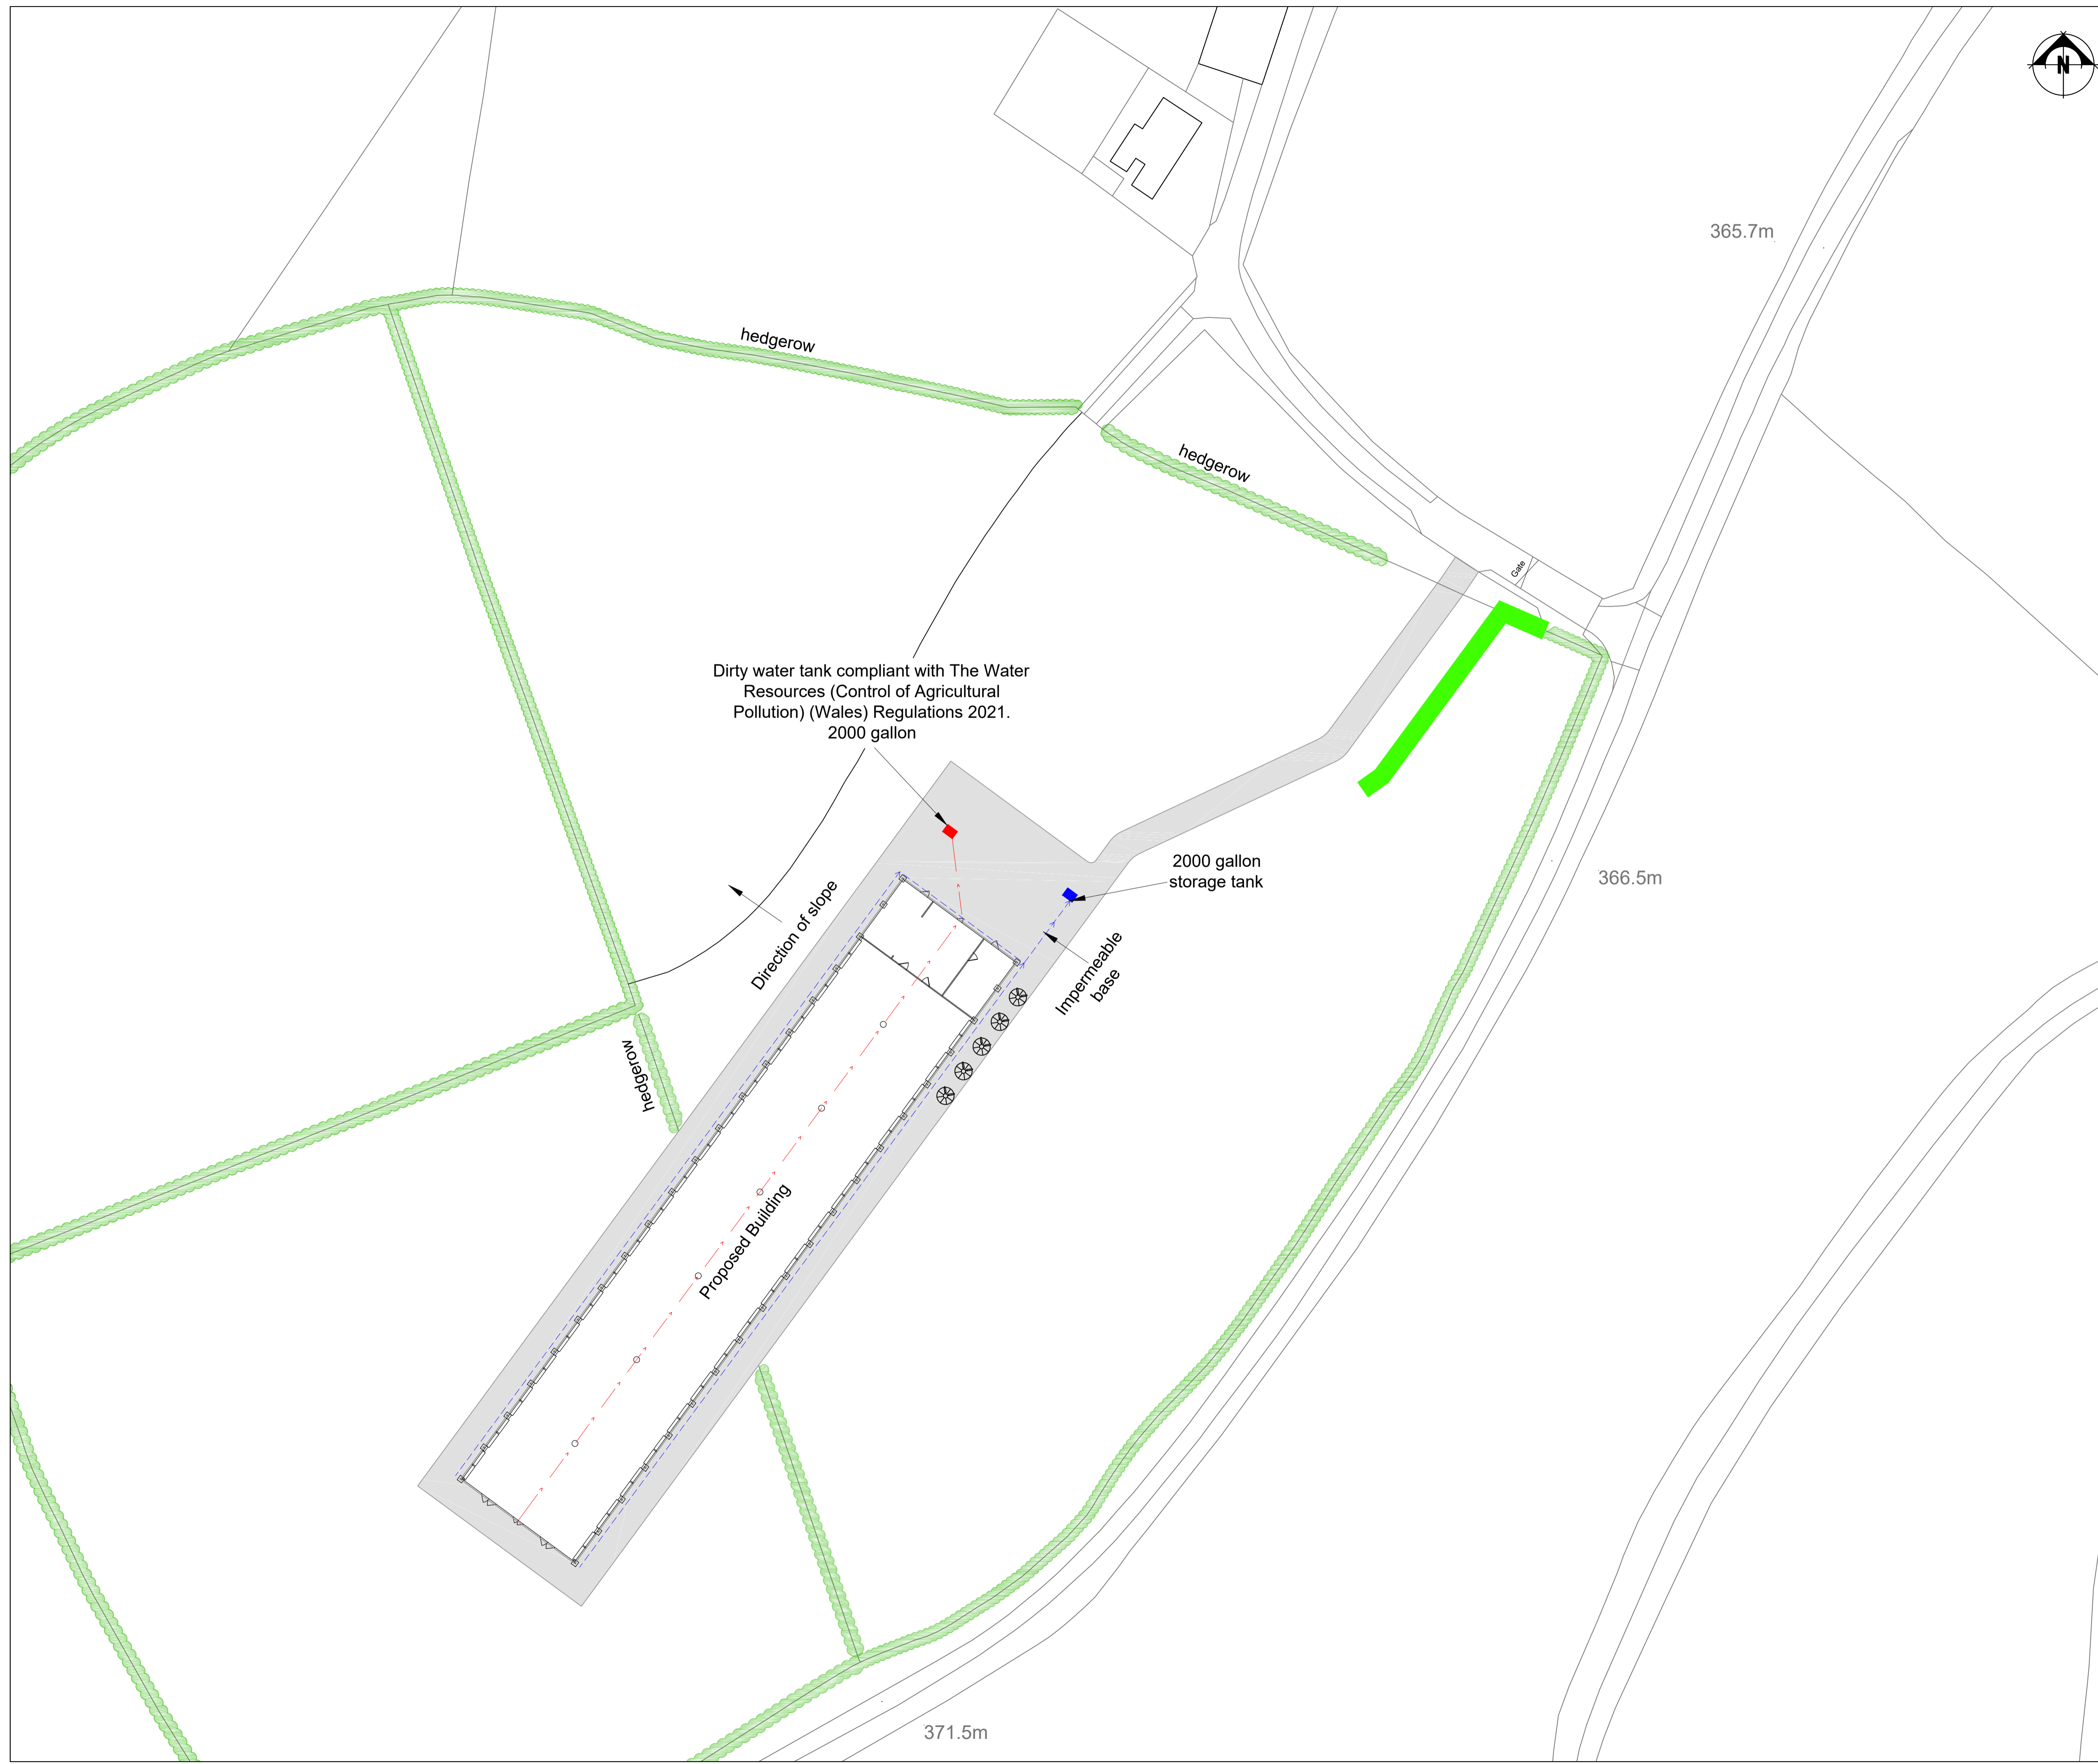 N
365.7m
hedgerow
hedgerow
Gate
Dirty water tank compliant with The Water
Resources (Control of Agricultural
Pollution) (Wales) Regulations 2021.
2000 gallon
2000 gallon
storage tank
366.5m
Direction of slope
Impermeable
base
hedgerow
Proposed Building
371.5m